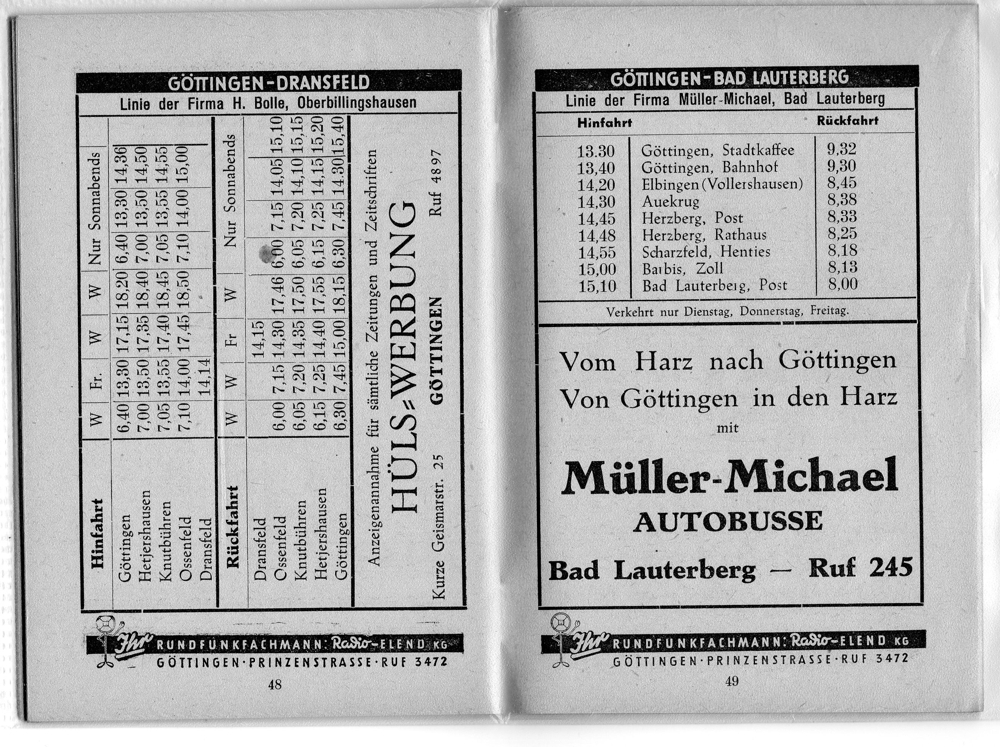 GÖTTINGEN-DRANSFELD
Linie der Firma H. Bolle, Oberbillingshausen
Hinfahrt W Fr. W W Nur Sonnabends
Göttingen 6,40 13,30 17,15 18,20 6,40 13,30 14,36
Hetjershausen 7,00 13,50 17,35 18,40 7,00 13,50 14,50
Knutbühren 7,05 13,55 17,40 18,45 7,05 13,55 14,55
Ossenfeld 7,10 14,00 17,45 18,50 7,10 14,00 15,00
Dransfeld 14,14
Rückfahrt W W Fr W Nur Sonnabends
Dransfeld 14,15
Ossenfeld 6,00 7,15 14,30 17,46 6,00 7,15 14,05 15,10
Knutbühren 6,05 7,20 14,35 17,50 6,05 7,20 14,10 15,15
Hetjershausen 6,15 7,25 14,40 17,55 6,15 7,25 14,15 15,20
Göttingen 6,30 7,45 15,00 18,15 6,30 7,45 14.30 15,40
Anzeigenannahme für sämtliche Zeitungen und Zeitschriften
HÜLS=WERBUNG
Kurze Geismarstr. 25 GÖTTINGEN Ruf 4897
Ihr RUNDFUNKFACHMANN: Radio-ELEND KG
GÖTTINGEN·PRINZENSTRASSE·RUF 3472
48
GÖTTINGEN-BAD LAUTERBERG
Linie der Firma Müller-Michael, Bad Lauterberg
Hinfahrt Rückfahrt
13.30 Göttingen, Stadtkaffee 9,32
13,40 Göttingen, Bahnhof 9,30
14,20 Elbingen (Vollershausen) 8,45
14,30 Auekrug 8,38
14,45 Herzberg, Post 8,33
14,48 Herzberg, Rathaus 8,25
14,55 Scharzfeld, Henties 8,18
15,00 Barbis, Zoll 8,13
15,10 Bad Lauterberg, Post 8,00
Verkehrt nur Dienstag, Donnerstag, Freitag.
Vom Harz nach Göttingen
Von Göttingen in den Harz
mit
Müller-Michael
AUTOBUSSE
Bad Lauterberg — Ruf 245
Ihr RUNDFUNKFACHMANN: Radio-ELEND KG
GÖTTINGEN·PRINZENSTRASSE·RUF 3472
49